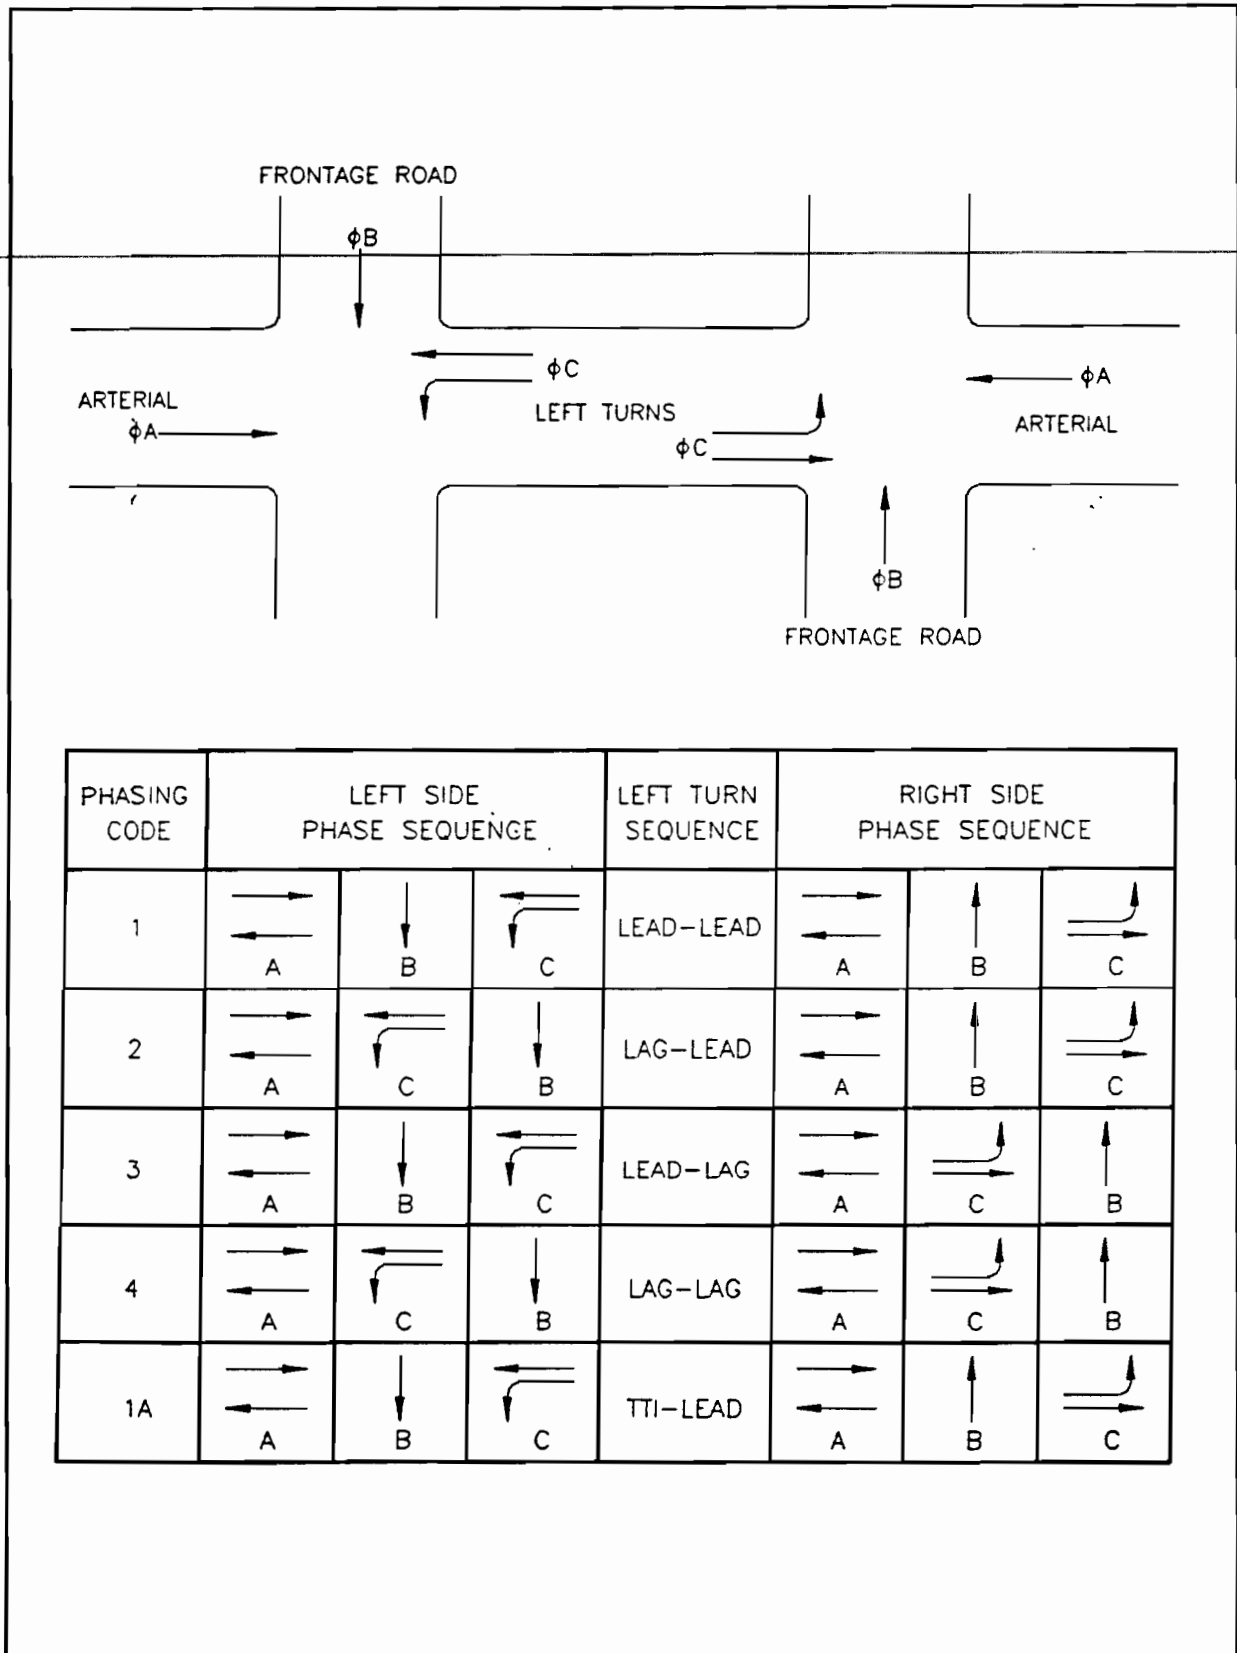 FRONTAGE ROAD
ϕB
ϕC
ϕA
ARTERIAL
LEFT TURNS
ARTERIAL
ϕA
ϕC
ϕB
FRONTAGE ROAD
PHASING CODE
LEFT SIDE PHASE SEQUENCE
LEFT TURN SEQUENCE
RIGHT SIDE PHASE SEQUENCE
1
A B C
LEAD-LEAD
A B C
2
A C B
LAG-LEAD
A B C
3
A B C
LEAD-LAG
A C B
4
A C B
LAG-LAG
A C B
1A
A B C
TTI-LEAD
A B C